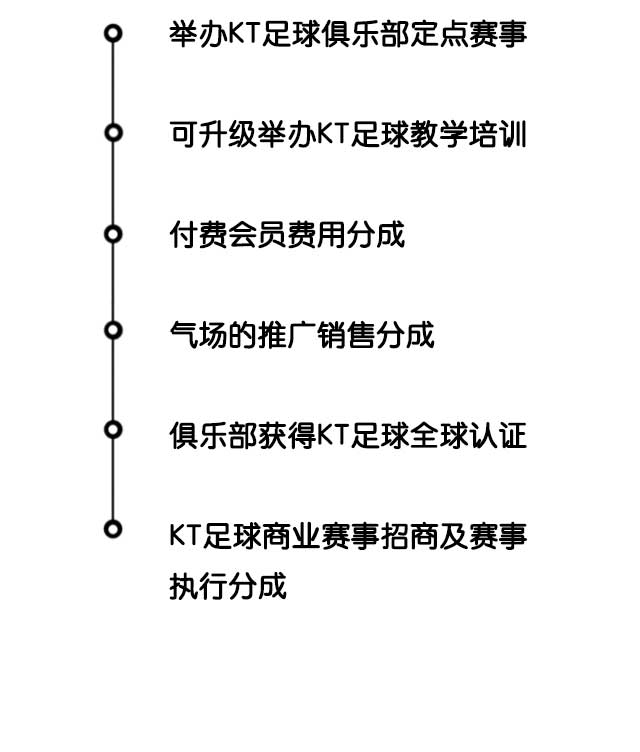 举办KT足球俱乐部定点赛事
可升级举办KT足球教学培训
付费会员费用分成
气场的推广销售分成
俱乐部获得KT足球全球认证
KT足球商业赛事招商及赛事
执行分成